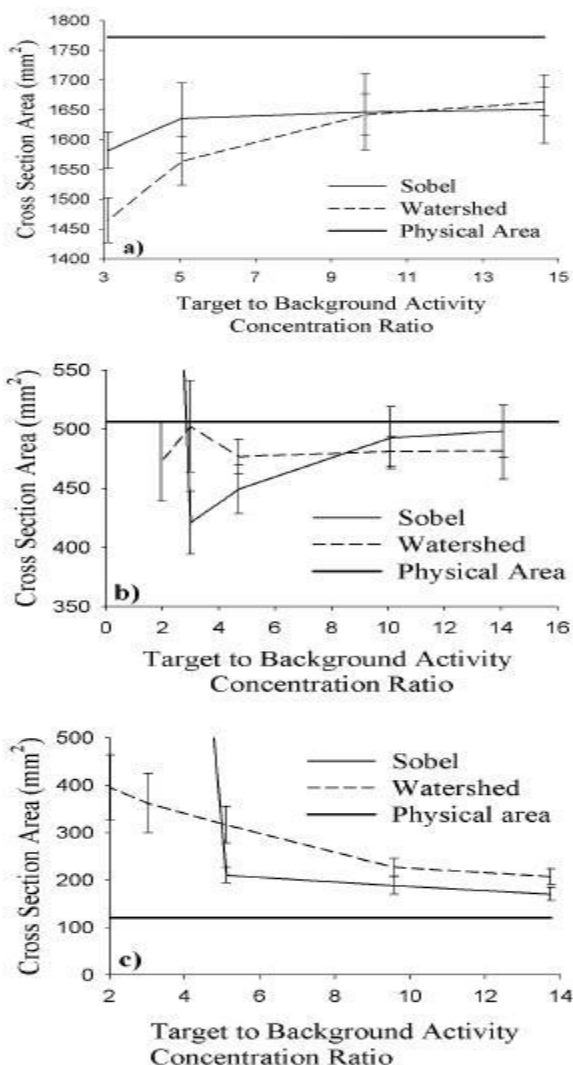 1800
1750
1700
1650
1600
1550
1500
1450
1400
Cross Section Area (mm²)
Sobel
Watershed
Physical Area
a)
3 5 7 9 11 13 15
Target to Background Activity
Concentration Ratio
550
500
450
400
350
Cross Section Area (mm²)
Sobel
Watershed
Physical Area
b)
0 2 4 6 8 10 12 14 16
Target to Background Activity
Concentration Ratio
500
400
300
200
100
0
Cross Section Area (mm²)
Sobel
Watershed
Physical area
c)
2 4 6 8 10 12 14
Target to Background Activity
Concentration Ratio